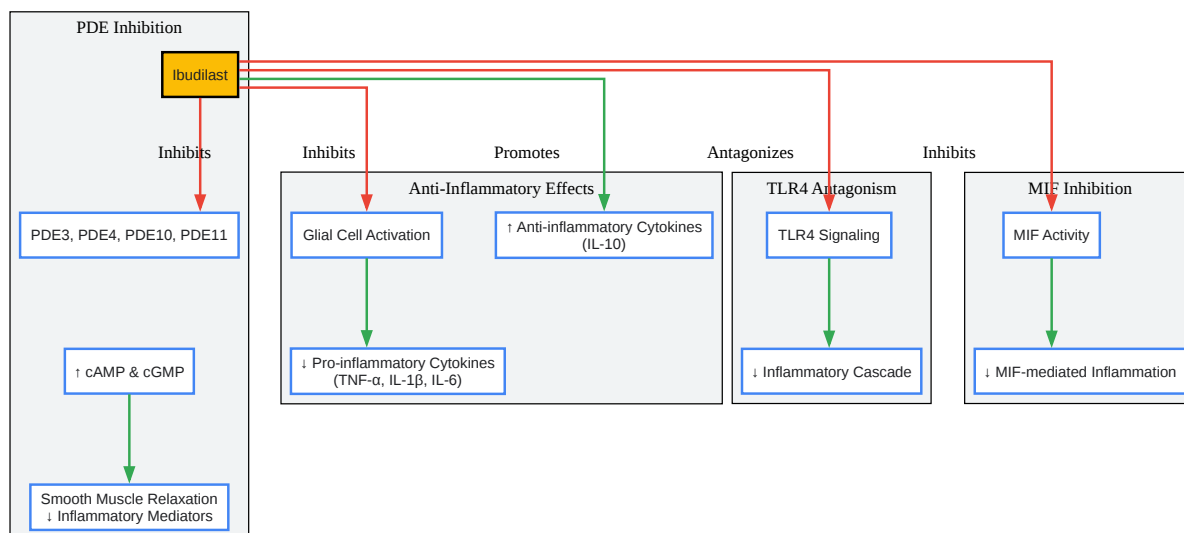 PDE Inhibition
Ibudilast
Inhibits
Inhibits
Promotes
Antagonizes
Inhibits
Anti-Inflammatory Effects
TLR4 Antagonism
MIF Inhibition
PDE3, PDE4, PDE10, PDE11
Glial Cell Activation
↑ Anti-inflammatory Cytokines
(IL-10)
TLR4 Signaling
MIF Activity
↑ cAMP & cGMP
↓ Pro-inflammatory Cytokines
(TNF-α, IL-1β, IL-6)
↓ Inflammatory Cascade
↓ MIF-mediated Inflammation
Smooth Muscle Relaxation
↓ Inflammatory Mediators